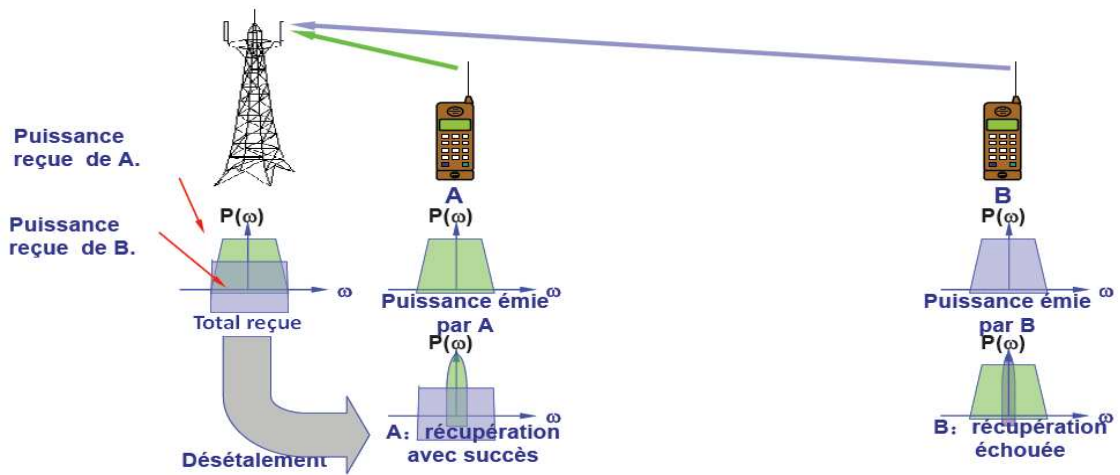 Puissance
reçue de A.
Puissance
reçue de B.
A
B
P(ω)
P(ω)
P(ω)
ω
ω
ω
Total reçue
Puissance émie
par A
Puissance émie
par B
P(ω)
P(ω)
ω
ω
Désétalement
A: récupération
avec succès
B: récupération
échouée